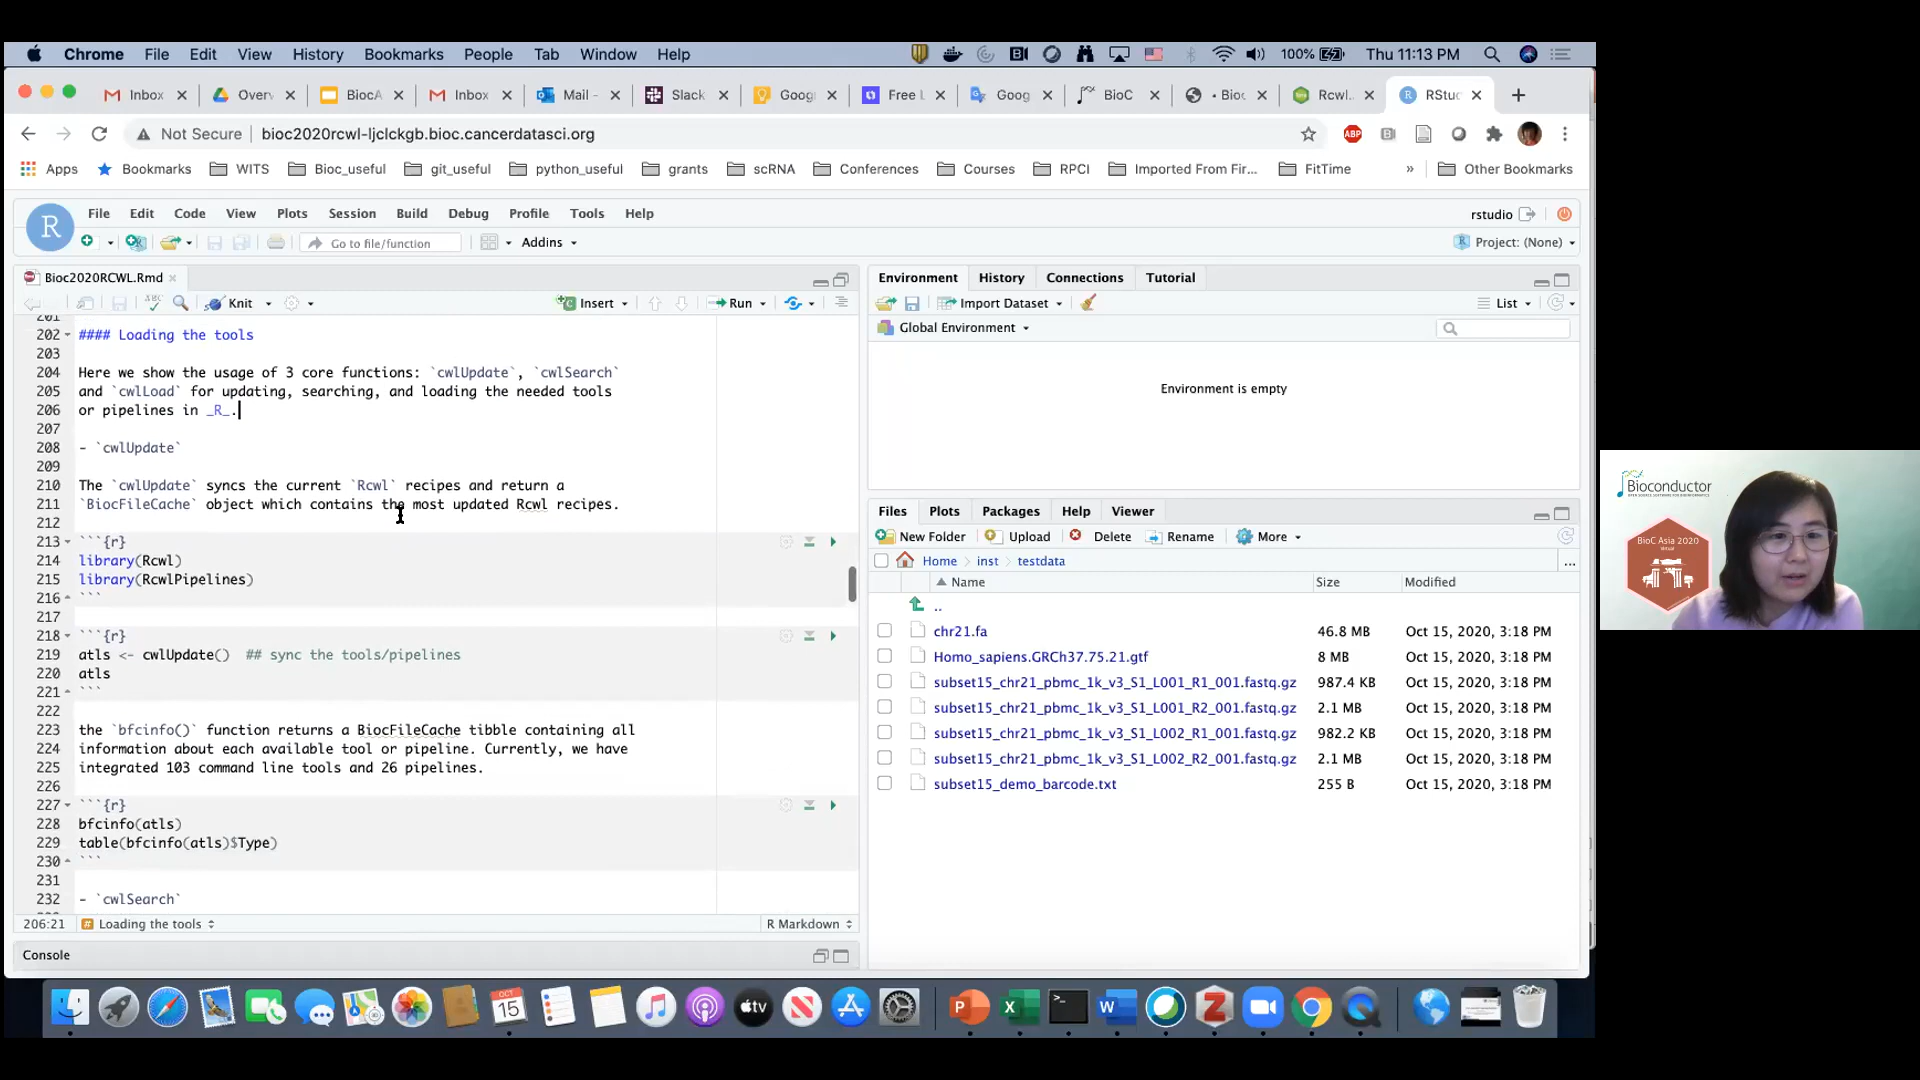 Chrome File Edit View History Bookmarks People Tab Window Help 100% Thu 11:13 PM
Inbox Overv BiocA Inbox Mail - Slack Goog Free L Goog BioC • Bioc Rcwl. RStuc
Not Secure bioc2020rcwl-ljclckgb.bioc.cancerdatasci.org ABP
Apps Bookmarks WITS Bioc_useful git_useful python_useful grants scRNA Conferences Courses RPCI Imported From Fir... FitTime » Other Bookmarks
R File Edit Code View Plots Session Build Debug Profile Tools Help rstudio
Go to file/function Addins Project: (None)
Bioc2020RCWL.Rmd
ABC Knit Insert Run
201
202 #### Loading the tools
203
204 Here we show the usage of 3 core functions: `cwlUpdate`, `cwlSearch`
205 and `cwlLoad` for updating, searching, and loading the needed tools
206 or pipelines in _R_.
207
208 - `cwlUpdate`
209
210 The `cwlUpdate` syncs the current `Rcwl` recipes and return a
211 `BiocFileCache` object which contains the most updated Rcwl recipes.
212
213 ```{r}
214 library(Rcwl)
215 library(RcwlPipelines)
216 ```
217
218 ```{r}
219 atls <- cwlUpdate()  ## sync the tools/pipelines
220 atls
221 ```
222
223 the `bfcinfo()` function returns a BiocFileCache tibble containing all
224 information about each available tool or pipeline. Currently, we have
225 integrated 103 command line tools and 26 pipelines.
226
227 ```{r}
228 bfcinfo(atls)
229 table(bfcinfo(atls)$Type)
230 ```
231
232 - `cwlSearch`
206:21 Loading the tools R Markdown
Console
Environment History Connections Tutorial
Import Dataset List
Global Environment
Environment is empty
Files Plots Packages Help Viewer
New Folder Upload Delete Rename More
Home inst testdata ...
Name Size Modified
..
chr21.fa 46.8 MB Oct 15, 2020, 3:18 PM
Homo_sapiens.GRCh37.75.21.gtf 8 MB Oct 15, 2020, 3:18 PM
subset15_chr21_pbmc_1k_v3_S1_L001_R1_001.fastq.gz 987.4 KB Oct 15, 2020, 3:18 PM
subset15_chr21_pbmc_1k_v3_S1_L001_R2_001.fastq.gz 2.1 MB Oct 15, 2020, 3:18 PM
subset15_chr21_pbmc_1k_v3_S1_L002_R1_001.fastq.gz 982.2 KB Oct 15, 2020, 3:18 PM
subset15_chr21_pbmc_1k_v3_S1_L002_R2_001.fastq.gz 2.1 MB Oct 15, 2020, 3:18 PM
subset15_demo_barcode.txt 255 B Oct 15, 2020, 3:18 PM
Bioconductor
OPEN SOURCE SOFTWARE FOR BIOINFORMATICS
BioC Asia 2020
Virtual
OCT
15 tv P X W Z